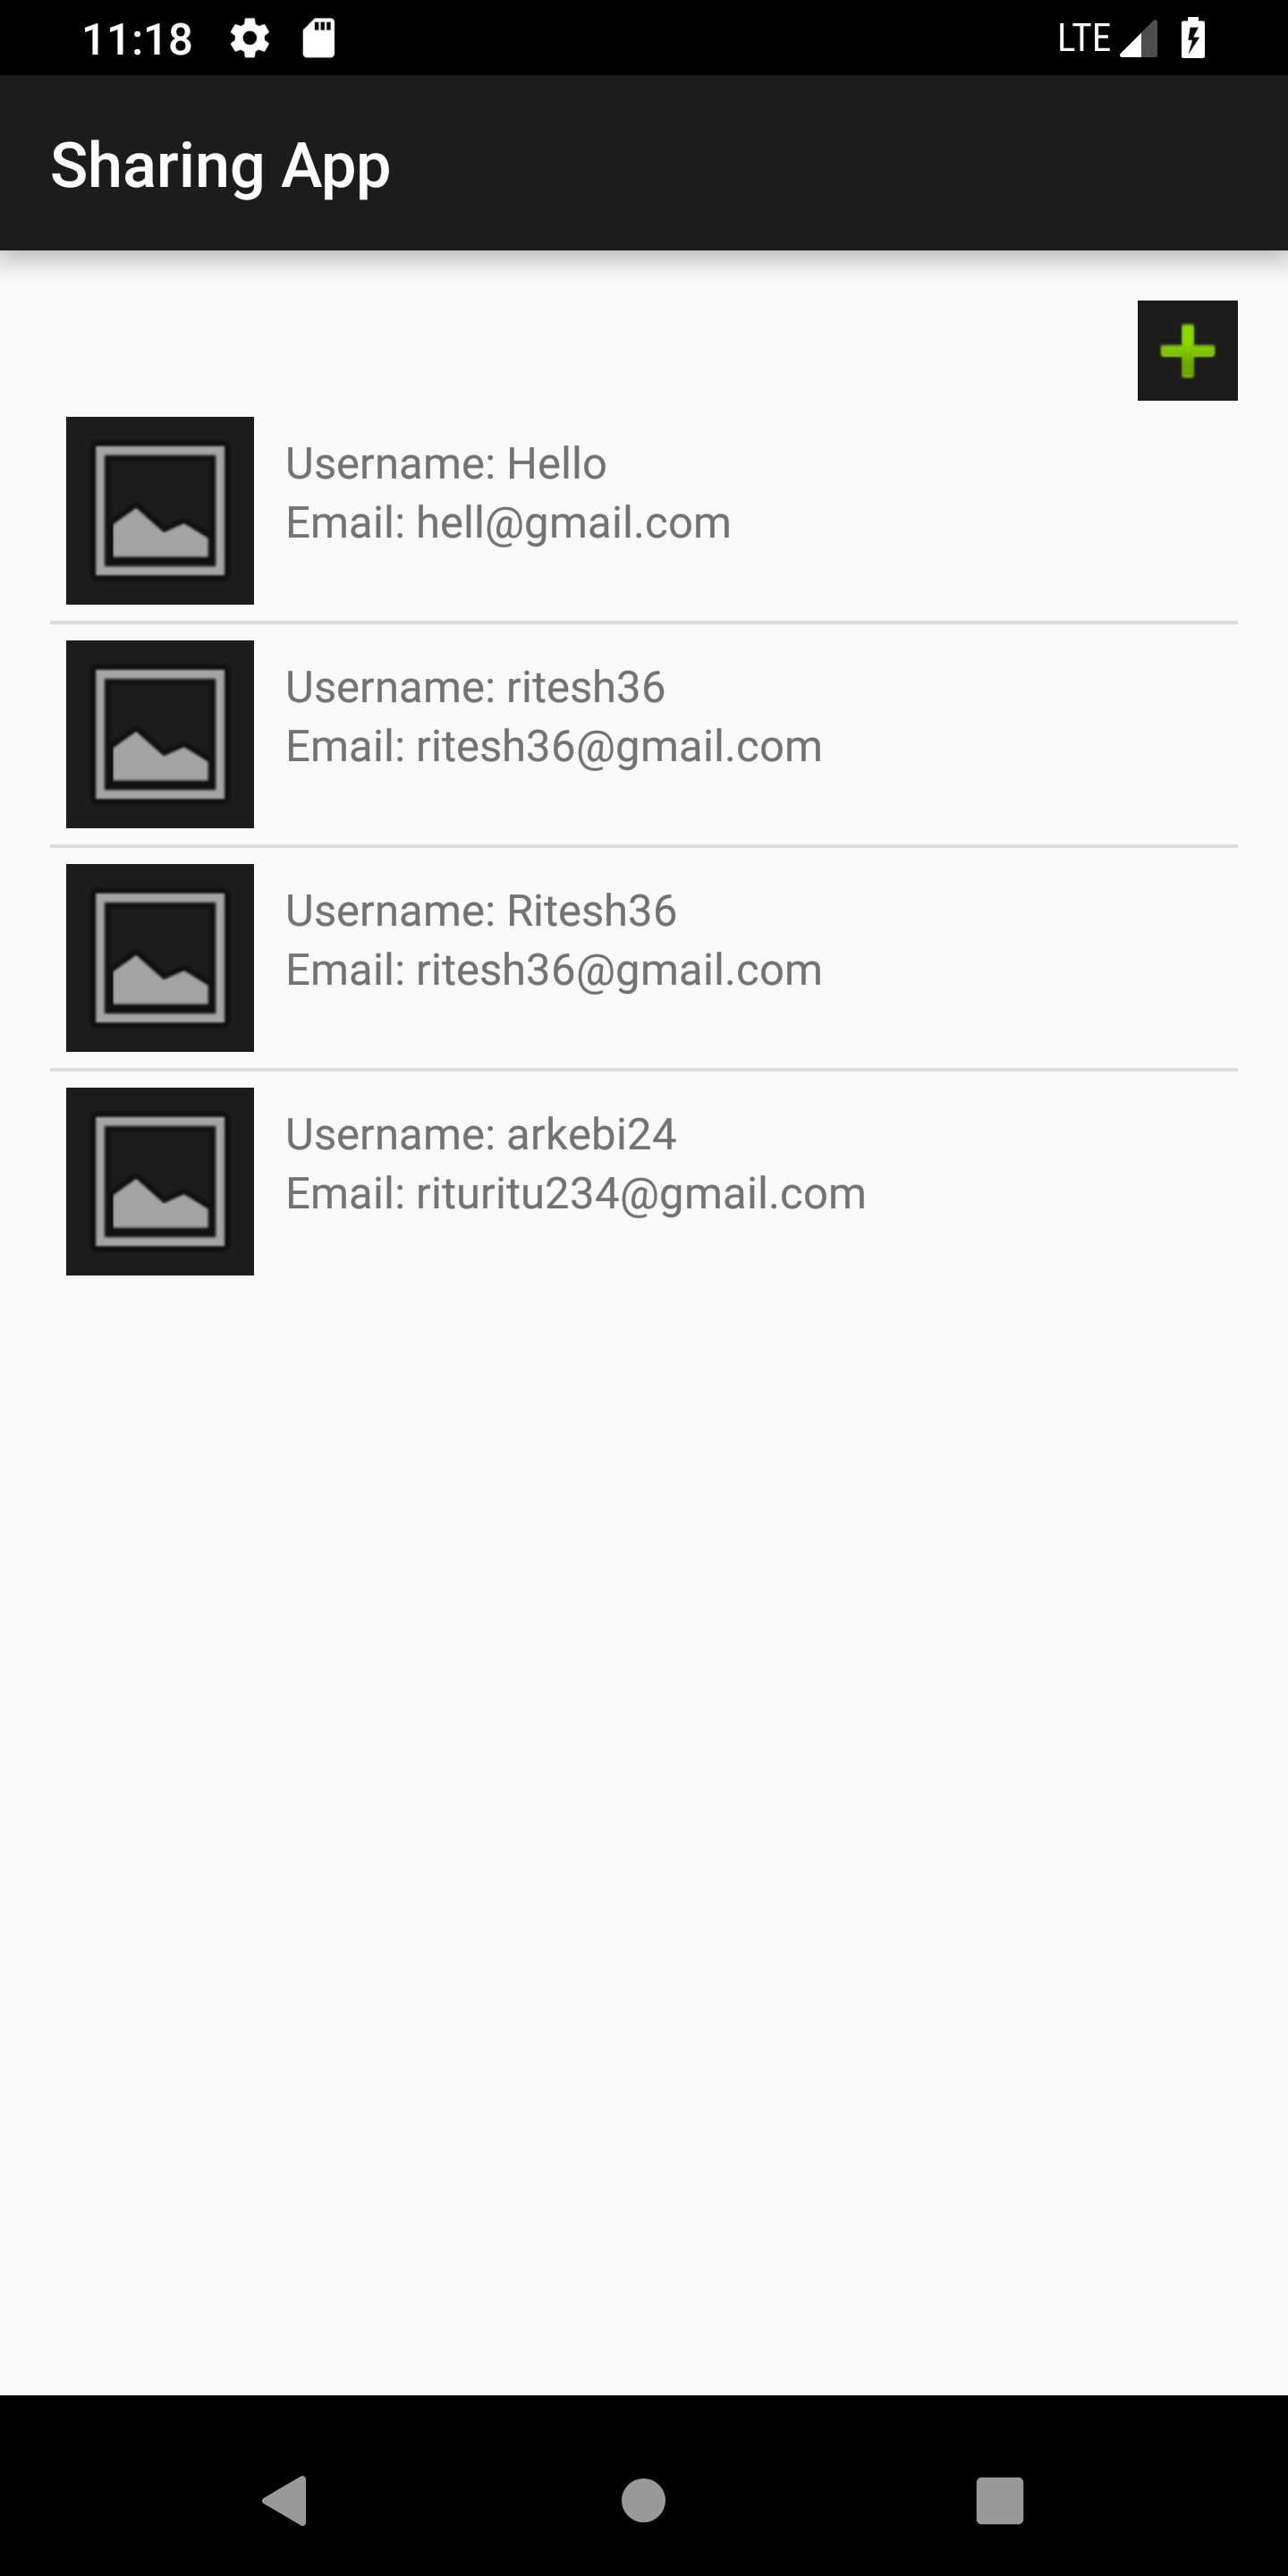 11:18 LTE
Sharing App
Username: Hello
Email: hell@gmail.com
Username: ritesh36
Email: ritesh36@gmail.com
Username: Ritesh36
Email: ritesh36@gmail.com
Username: arkebi24
Email: rituritu234@gmail.com